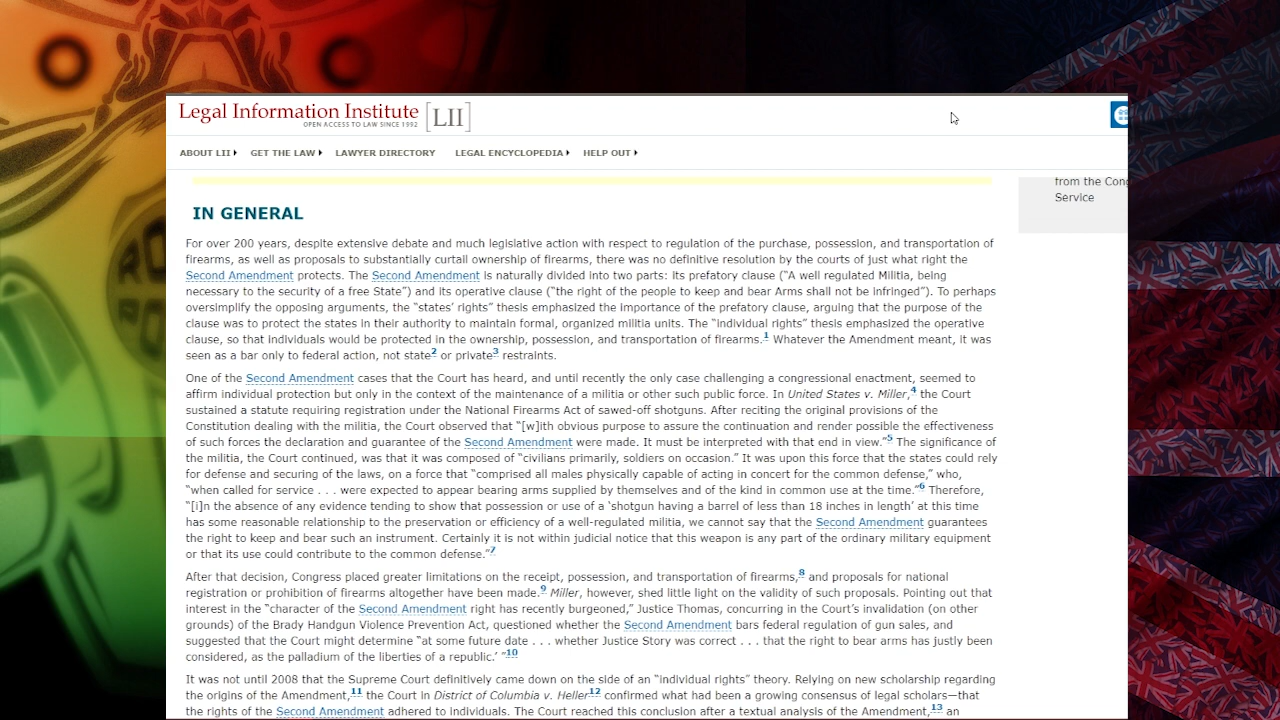 Legal Information Institute [LII]
OPEN ACCESS TO LAW SINCE 1992
ABOUT LII GET THE LAW LAWYER DIRECTORY LEGAL ENCYCLOPEDIA HELP OUT
from the Cong
Service
IN GENERAL
For over 200 years, despite extensive debate and much legislative action with respect to regulation of the purchase, possession, and transportation of
firearms, as well as proposals to substantially curtail ownership of firearms, there was no definitive resolution by the courts of just what right the
Second Amendment protects. The Second Amendment is naturally divided into two parts: its prefatory clause (“A well regulated Militia, being
necessary to the security of a free State”) and its operative clause (“the right of the people to keep and bear Arms shall not be infringed”). To perhaps
oversimplify the opposing arguments, the “states’ rights” thesis emphasized the importance of the prefatory clause, arguing that the purpose of the
clause was to protect the states in their authority to maintain formal, organized militia units. The “individual rights” thesis emphasized the operative
clause, so that individuals would be protected in the ownership, possession, and transportation of firearms.1 Whatever the Amendment meant, it was
seen as a bar only to federal action, not state2 or private3 restraints.
One of the Second Amendment cases that the Court has heard, and until recently the only case challenging a congressional enactment, seemed to
affirm individual protection but only in the context of the maintenance of a militia or other such public force. In United States v. Miller,4 the Court
sustained a statute requiring registration under the National Firearms Act of sawed-off shotguns. After reciting the original provisions of the
Constitution dealing with the militia, the Court observed that “[w]ith obvious purpose to assure the continuation and render possible the effectiveness
of such forces the declaration and guarantee of the Second Amendment were made. It must be interpreted with that end in view.”5 The significance of
the militia, the Court continued, was that it was composed of “civilians primarily, soldiers on occasion.” It was upon this force that the states could rely
for defense and securing of the laws, on a force that “comprised all males physically capable of acting in concert for the common defense,” who,
“when called for service . . . were expected to appear bearing arms supplied by themselves and of the kind in common use at the time.”6 Therefore,
“[i]n the absence of any evidence tending to show that possession or use of a ‘shotgun having a barrel of less than 18 inches in length’ at this time
has some reasonable relationship to the preservation or efficiency of a well-regulated militia, we cannot say that the Second Amendment guarantees
the right to keep and bear such an instrument. Certainly it is not within judicial notice that this weapon is any part of the ordinary military equipment
or that its use could contribute to the common defense.”7
After that decision, Congress placed greater limitations on the receipt, possession, and transportation of firearms,8 and proposals for national
registration or prohibition of firearms altogether have been made.9 Miller, however, shed little light on the validity of such proposals. Pointing out that
interest in the “character of the Second Amendment right has recently burgeoned,” Justice Thomas, concurring in the Court’s invalidation (on other
grounds) of the Brady Handgun Violence Prevention Act, questioned whether the Second Amendment bars federal regulation of gun sales, and
suggested that the Court might determine “at some future date . . . whether Justice Story was correct . . . that the right to bear arms has justly been
considered, as the palladium of the liberties of a republic.’ ”10
It was not until 2008 that the Supreme Court definitively came down on the side of an “individual rights” theory. Relying on new scholarship regarding
the origins of the Amendment,11 the Court in District of Columbia v. Heller12 confirmed what had been a growing consensus of legal scholars—that
the rights of the Second Amendment adhered to individuals. The Court reached this conclusion after a textual analysis of the Amendment,13 an